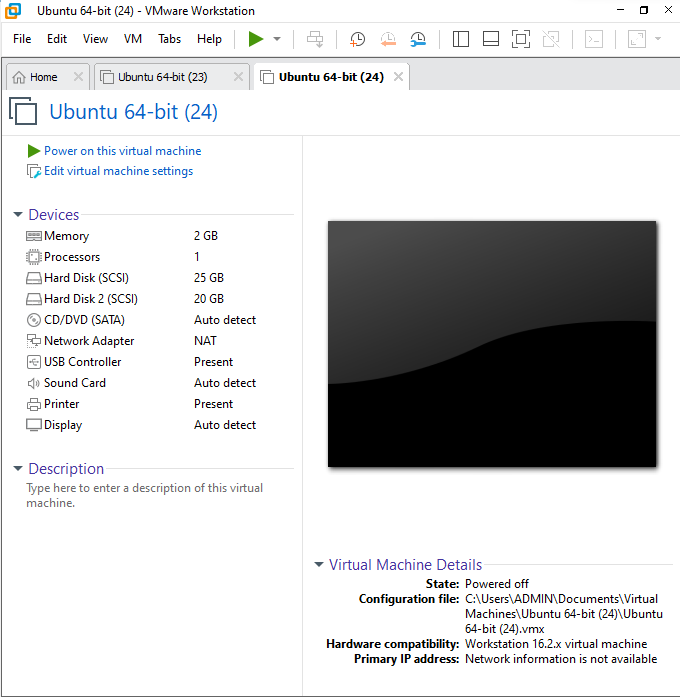 Ubuntu 64-bit (24) - VMware Workstation
File Edit View VM Tabs Help
Home Ubuntu 64-bit (23) Ubuntu 64-bit (24)
Ubuntu 64-bit (24)
Power on this virtual machine
Edit virtual machine settings
Devices
Memory 2 GB
Processors 1
Hard Disk (SCSI) 25 GB
Hard Disk 2 (SCSI) 20 GB
CD/DVD (SATA) Auto detect
Network Adapter NAT
USB Controller Present
Sound Card Auto detect
Printer Present
Display Auto detect
Description
Type here to enter a description of this virtual
machine.
Virtual Machine Details
State: Powered off
Configuration file: C:\Users\ADMIN\Documents\Virtual
Machines\Ubuntu 64-bit (24)\Ubuntu
64-bit (24).vmx
Hardware compatibility: Workstation 16.2.x virtual machine
Primary IP address: Network information is not available